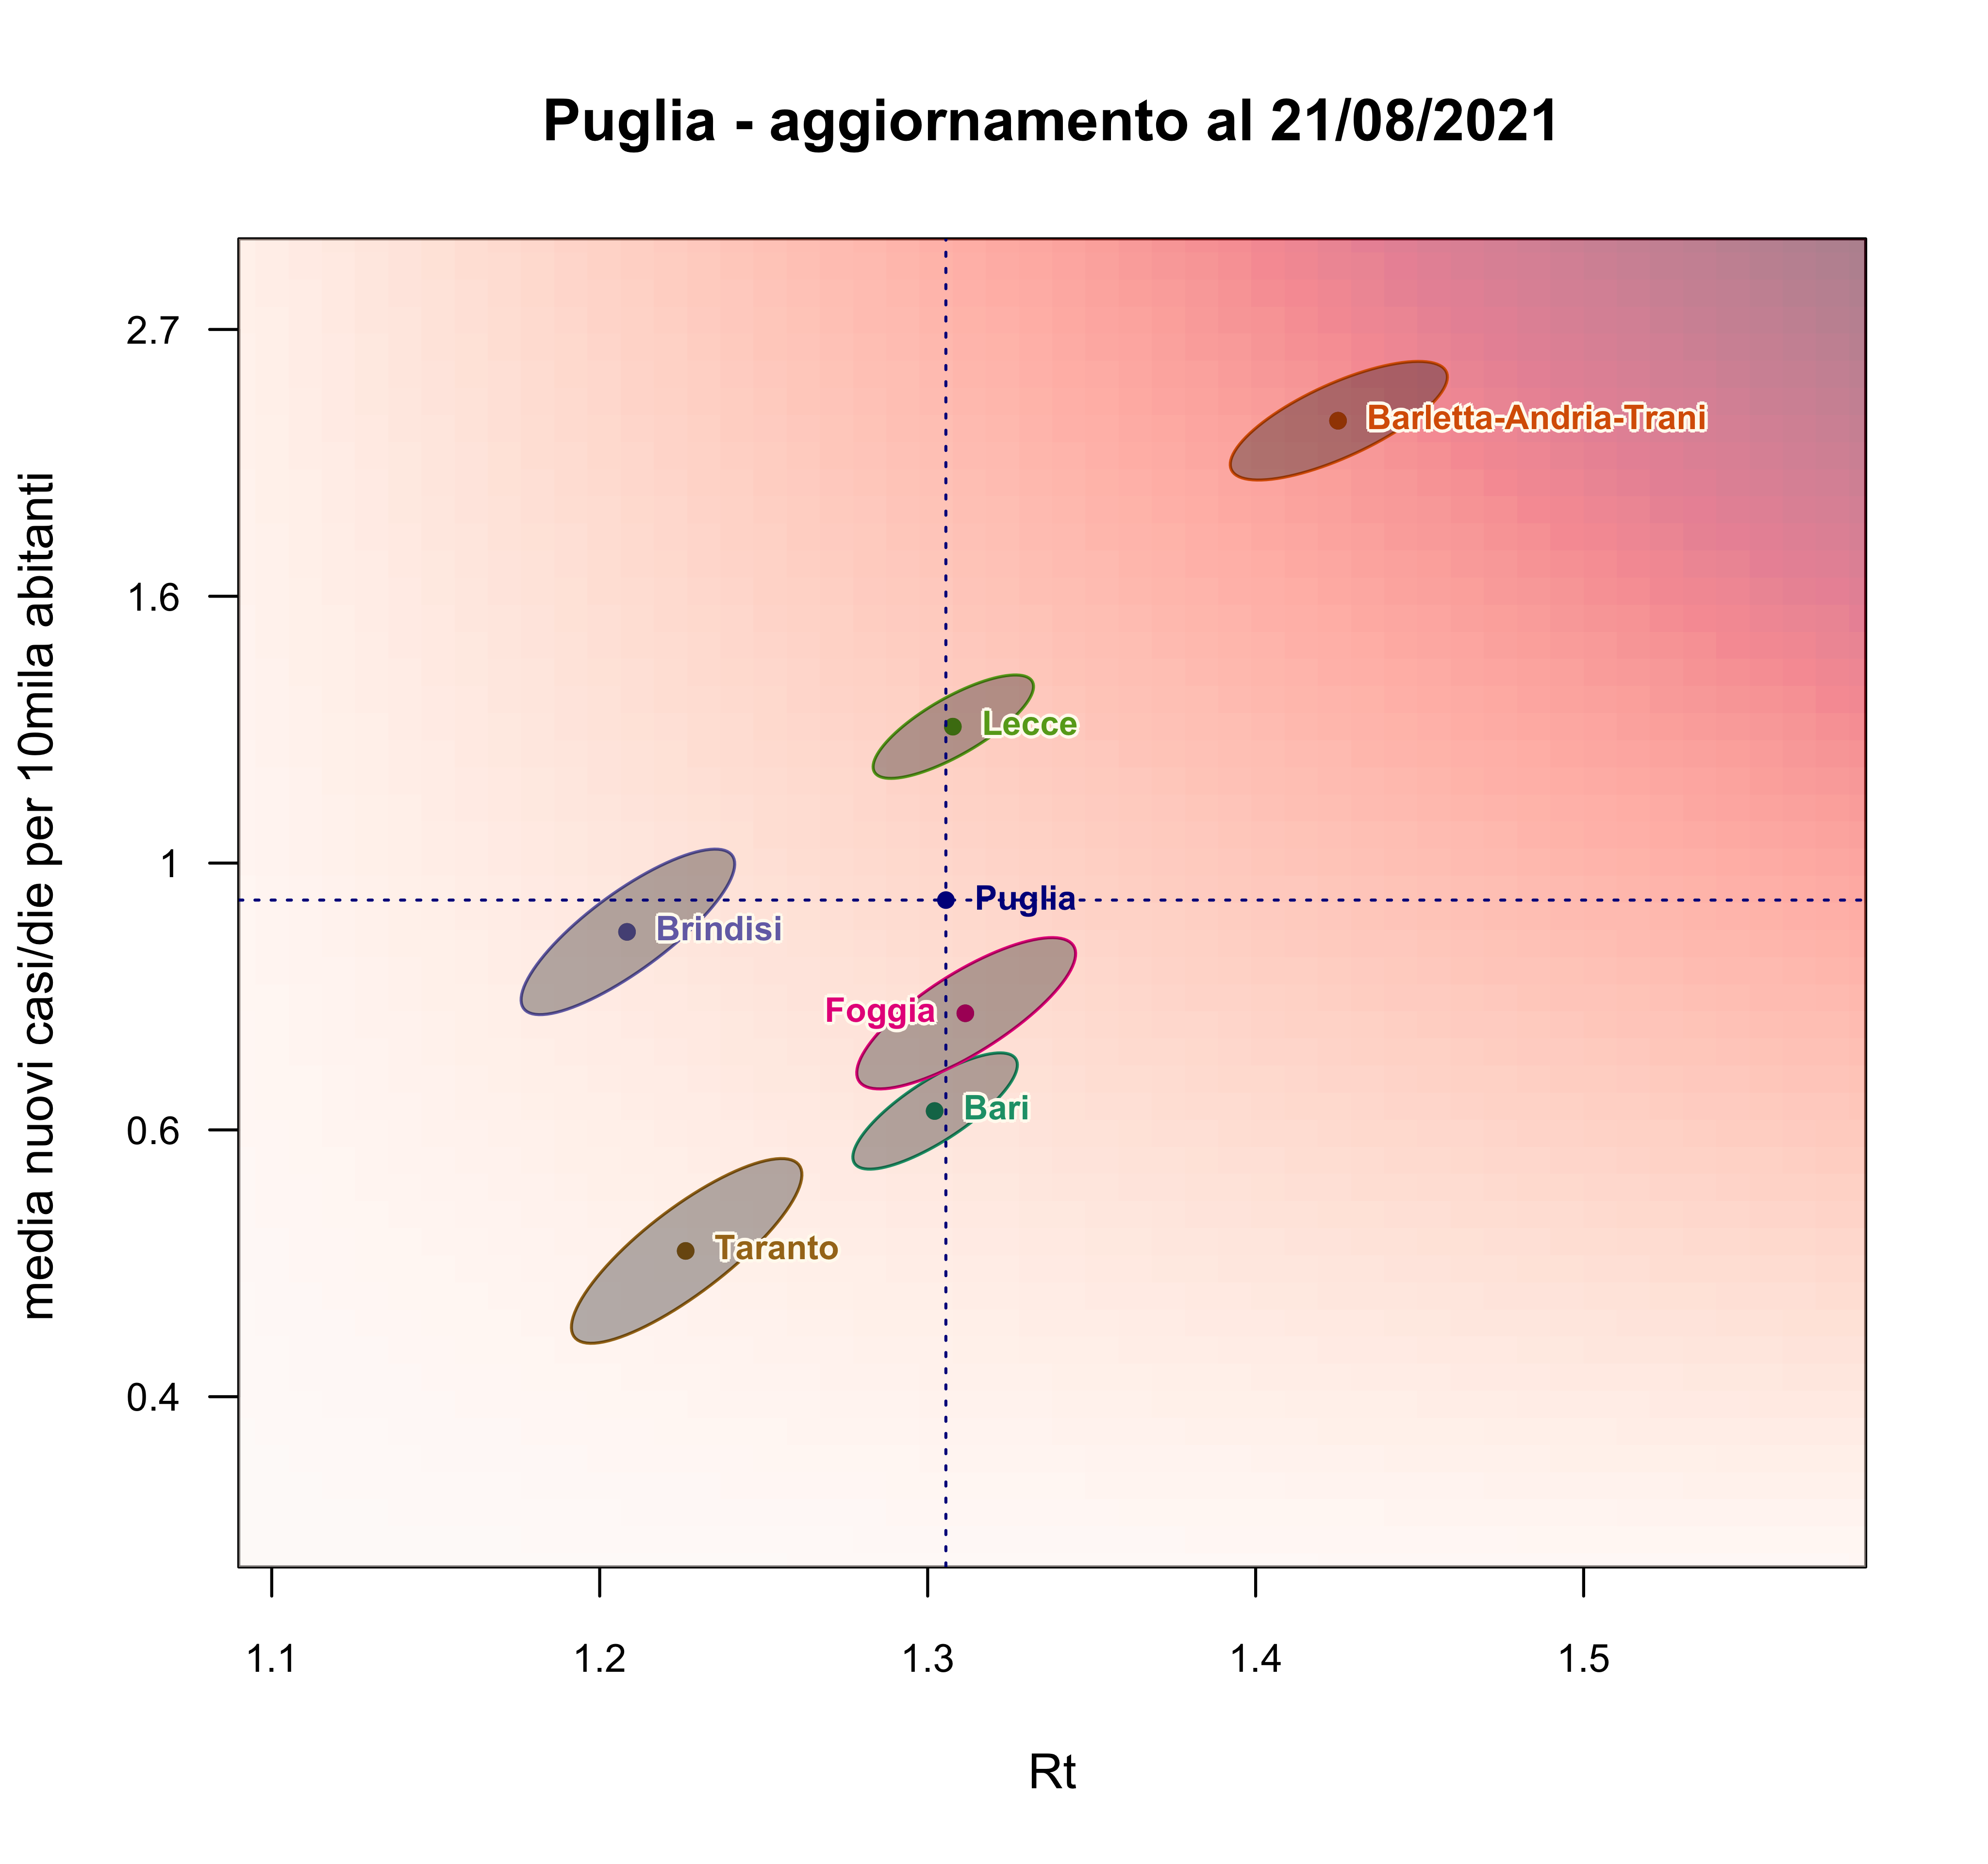 Puglia - aggiornamento al 21/08/2021
media nuovi casi/die per 10mila abitanti
2.7
1.6
1
0.6
0.4
Barletta-Andria-Trani
Lecce
Puglia
Brindisi
Foggia
Bari
Taranto
1.1 1.2 1.3 1.4 1.5
Rt